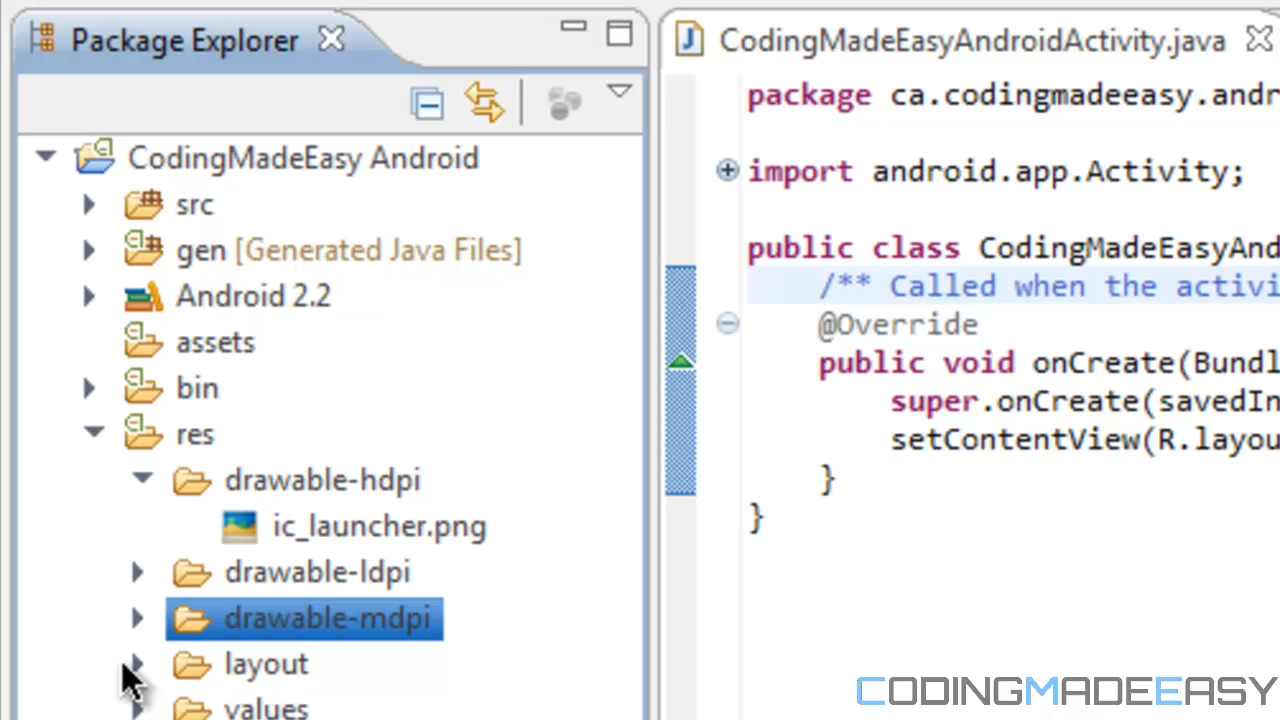 Package Explorer
CodingMadeEasy Android
src
gen [Generated Java Files]
Android 2.2
assets
bin
res
drawable-hdpi
ic_launcher.png
drawable-ldpi
drawable-mdpi
layout
values
CodingMadeEasyAndroidActivity.java
package ca.codingmadeeasy.andr
import android.app.Activity;
public class CodingMadeEasyAnd
/** Called when the activi
@Override
public void onCreate(Bundl
super.onCreate(savedIn
setContentView(R.layou
}
}
CODINGMADEEASY